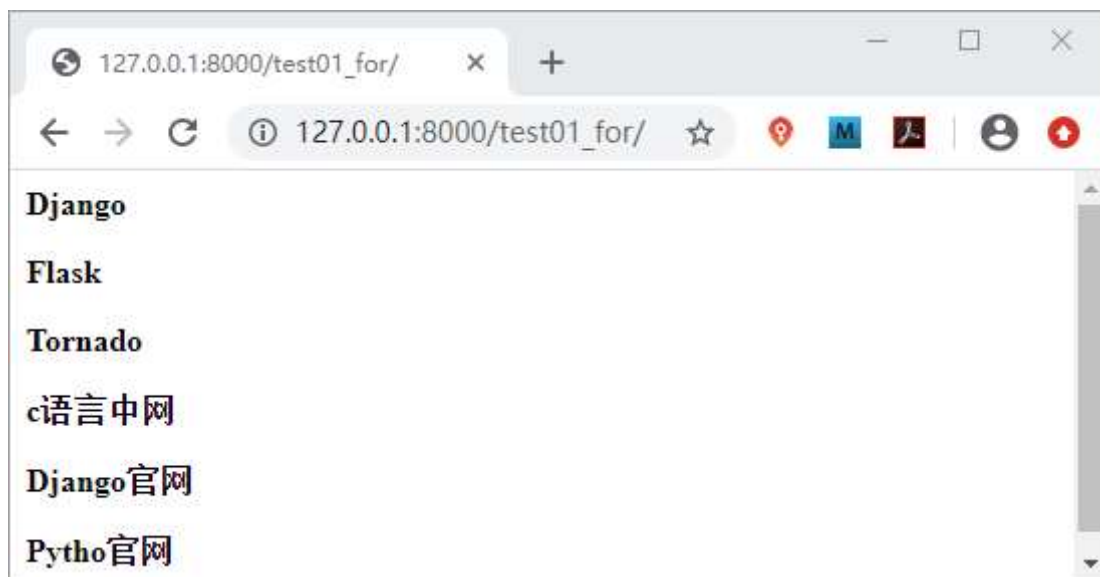 127.0.0.1:8000/test01_for/
127.0.0.1:8000/test01_for/
M
Django
Flask
Tornado
c语言中网
Django官网
Pytho官网